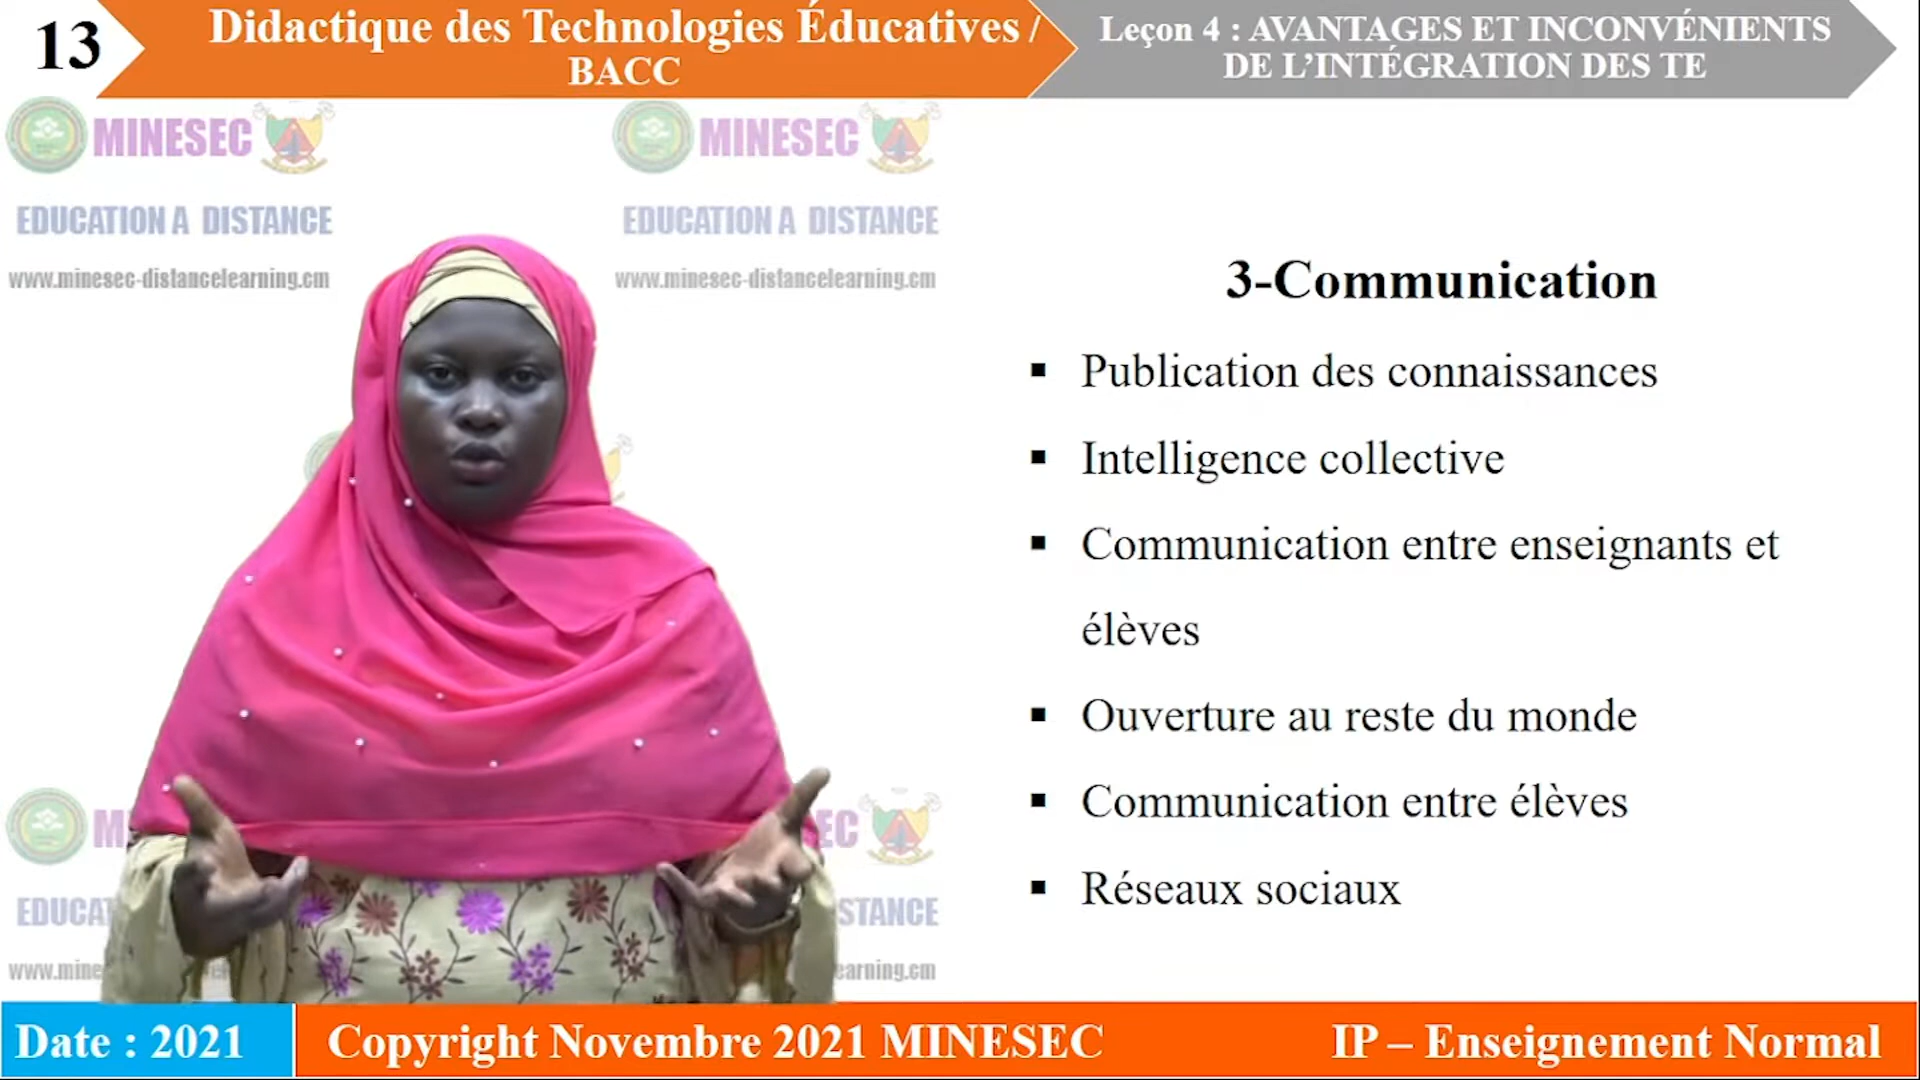 13
Didactique des Technologies Éducatives /
BACC
Leçon 4 : AVANTAGES ET INCONVÉNIENTS
DE L’INTÉGRATION DES TE
MINESEC
EDUCATION A DISTANCE
www.minesec-distancelearning.cm
MINESEC
EDUCATION A DISTANCE
www.minesec-distancelearning.cm
3-Communication
▪ Publication des connaissances
▪ Intelligence collective
▪ Communication entre enseignants et
élèves
▪ Ouverture au reste du monde
▪ Communication entre élèves
▪ Réseaux sociaux
Date : 2021
Copyright Novembre 2021 MINESEC
IP – Enseignement Normal